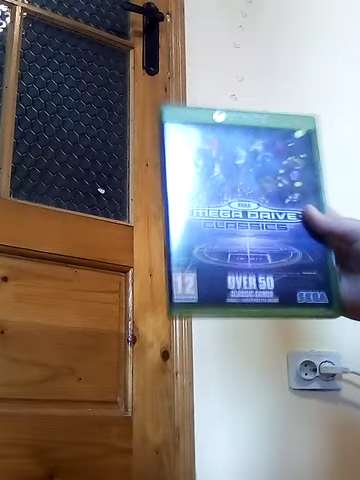 SEGA
MEGA DRIVE
CLASSICS
12
OVER 50
CLASSIC GAMES
SEGA